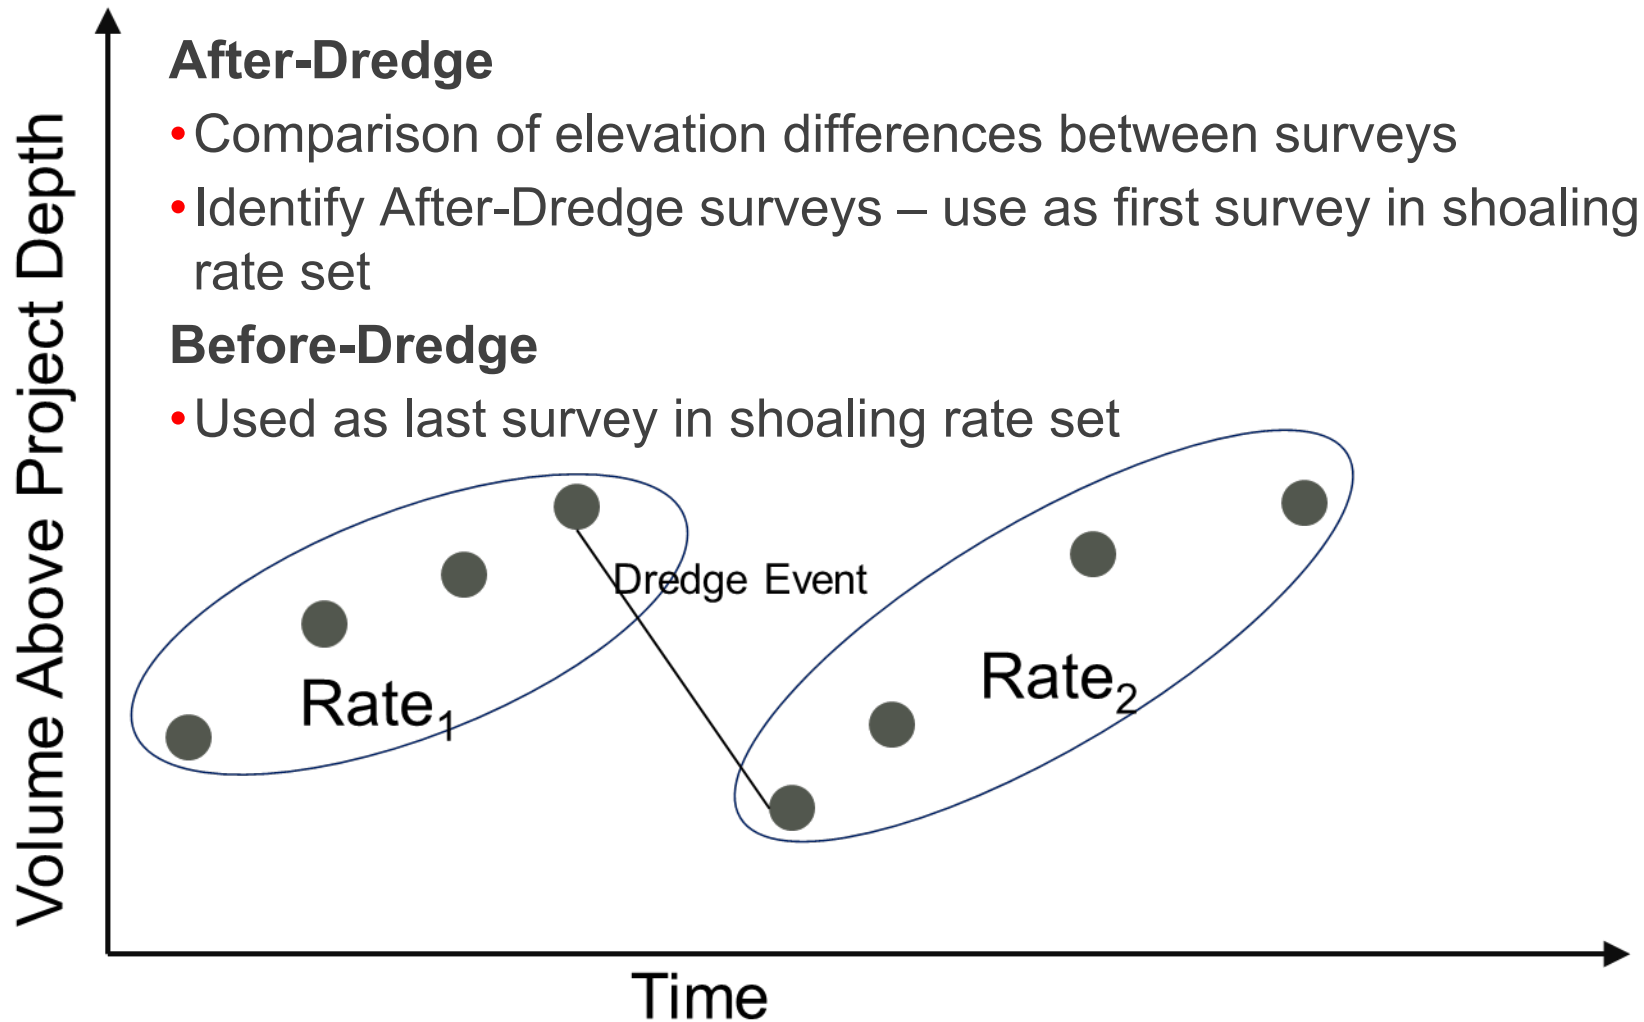 After-Dredge
•Comparison of elevation differences between surveys
•Identify After-Dredge surveys – use as first survey in shoaling
rate set
Before-Dredge
•Used as last survey in shoaling rate set
Volume Above Project Depth
Dredge Event
Rate₁
Rate₂
Time